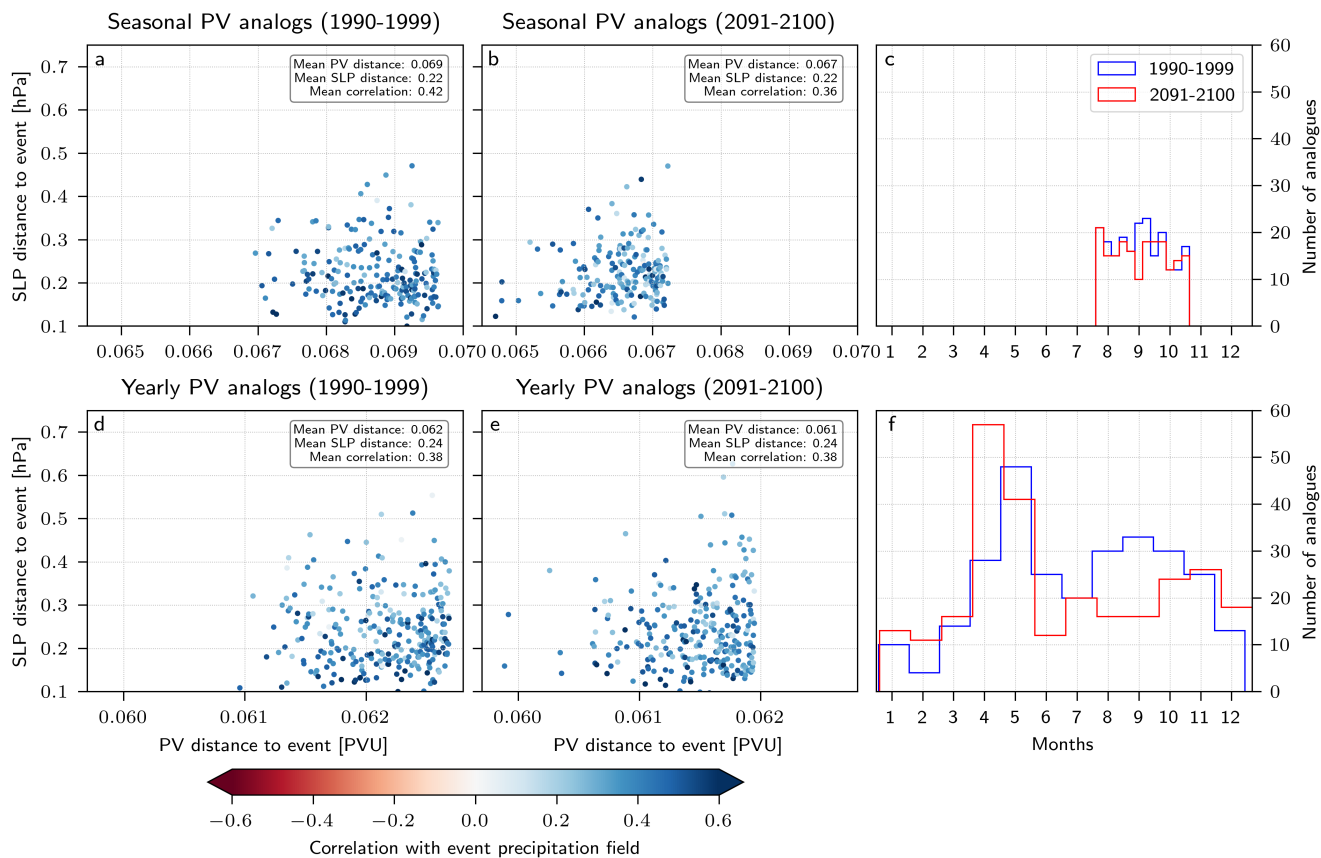 Seasonal PV analogs (1990-1999)
Seasonal PV analogs (2091-2100)
a
Mean PV distance: 0.069
Mean SLP distance: 0.22
Mean correlation: 0.42
b
Mean PV distance: 0.067
Mean SLP distance: 0.22
Mean correlation: 0.36
c
1990-1999
2091-2100
SLP distance to event [hPa]
0.7
0.6
0.5
0.4
0.3
0.2
0.1
60
50
40
30
20
10
0
Number of analogues
0.065 0.066 0.067 0.068 0.069 0.070
0.065 0.066 0.067 0.068 0.069 0.070
1 2 3 4 5 6 7 8 9 10 11 12
Yearly PV analogs (1990-1999)
Yearly PV analogs (2091-2100)
d
Mean PV distance: 0.062
Mean SLP distance: 0.24
Mean correlation: 0.38
e
Mean PV distance: 0.061
Mean SLP distance: 0.24
Mean correlation: 0.38
f
SLP distance to event [hPa]
0.7
0.6
0.5
0.4
0.3
0.2
0.1
60
50
40
30
20
10
0
Number of analogues
0.060 0.061 0.062
0.060 0.061 0.062
1 2 3 4 5 6 7 8 9 10 11 12
PV distance to event [PVU]
PV distance to event [PVU]
Months
−0.6 −0.4 −0.2 0.0 0.2 0.4 0.6
Correlation with event precipitation field